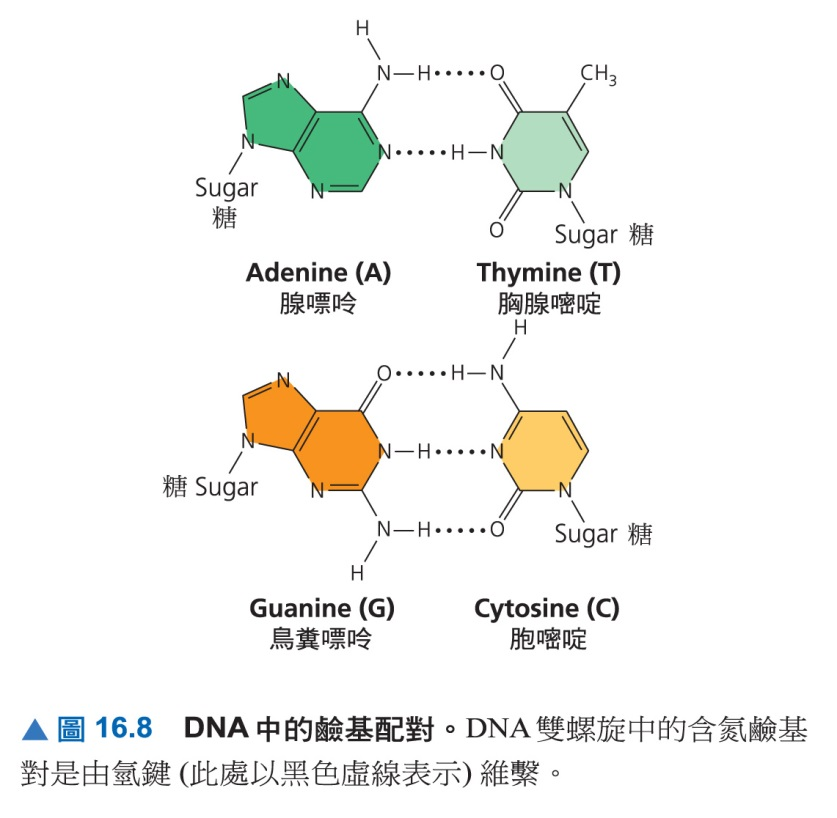 H
N—H·····O CH₃
N
N N·····H—N
Sugar N N
糖 O Sugar 糖
Adenine (A) Thymine (T)
腺嘌呤 胸腺嘧啶
H
N O·····H—N
N N—H·····N
糖 Sugar N N
N—H·····O Sugar 糖
H
Guanine (G) Cytosine (C)
鳥糞嘌呤 胞嘧啶
▲ 圖 16.8 DNA 中的鹼基配對。DNA 雙螺旋中的含氮鹼基
對是由氫鍵 (此處以黑色虛線表示) 維繫。